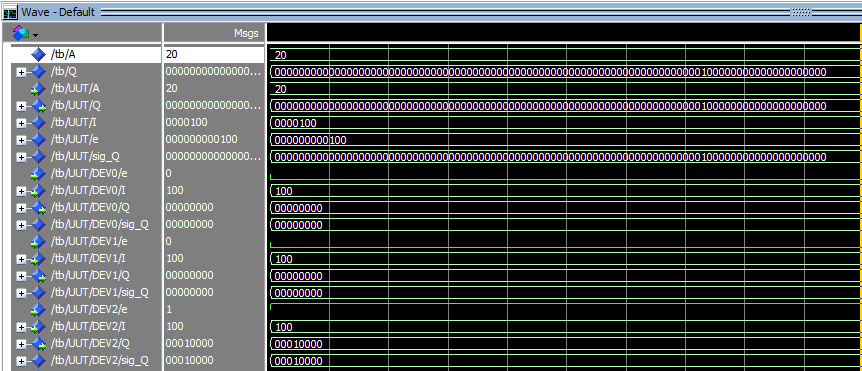 Wave - Default
Msgs
/tb/A 20 20
/tb/Q 00000000000000...
/tb/UUT/A 20 20
/tb/UUT/Q 00000000000000...
/tb/UUT/I 0000100 0000100
/tb/UUT/e 000000000100 000000000100
/tb/UUT/sig_Q 00000000000000...
/tb/UUT/DEV0/e 0
/tb/UUT/DEV0/I 100 100
/tb/UUT/DEV0/Q 00000000 00000000
/tb/UUT/DEV0/sig_Q 00000000 00000000
/tb/UUT/DEV1/e 0
/tb/UUT/DEV1/I 100 100
/tb/UUT/DEV1/Q 00000000 00000000
/tb/UUT/DEV1/sig_Q 00000000 00000000
/tb/UUT/DEV2/e 1
/tb/UUT/DEV2/I 100 100
/tb/UUT/DEV2/Q 00010000 00010000
/tb/UUT/DEV2/sig_Q 00010000 00010000